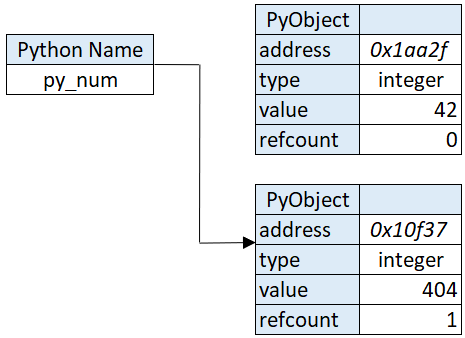 Python Name
py_num
PyObject
address 0x1aa2f
type integer
value 42
refcount 0
PyObject
address 0x10f37
type integer
value 404
refcount 1